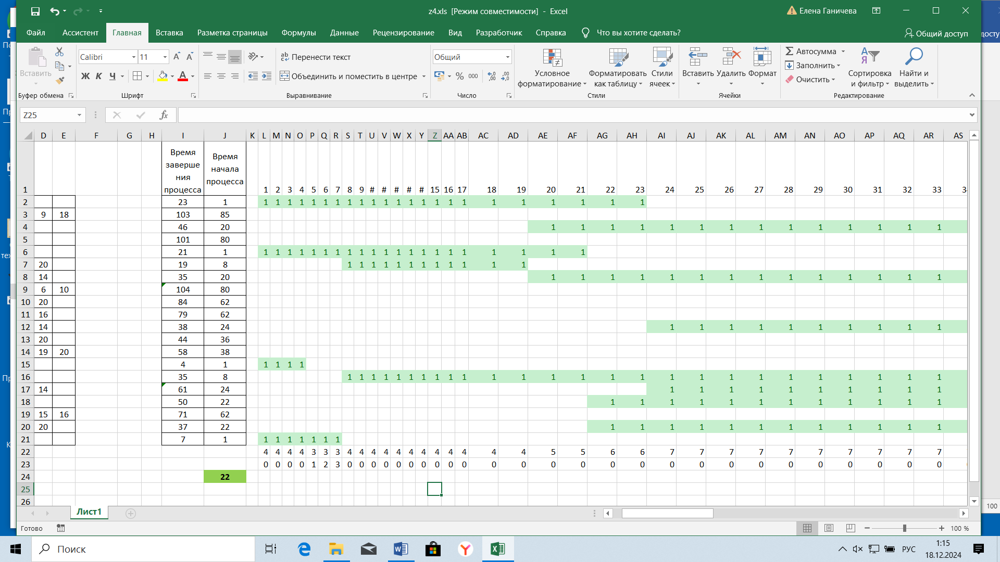 z4.xls [Режим совместимости] - Excel
Елена Ганичева
Файл Ассистент Главная Вставка Разметка страницы Формулы Данные Рецензирование Вид Разработчик Справка Что вы хотите сделать? Общий доступ
Вставить
Буфер обмена
Calibri 11
Ж К Ч
Шрифт
Перенести текст
Объединить и поместить в центре
Выравнивание
Общий
% 000
Число
Условное форматирование
Форматировать как таблицу
Стили ячеек
Стили
Вставить Удалить Формат
Ячейки
Автосумма
Заполнить
Очистить
Сортировка и фильтр
Найти и выделить
Редактирование
Z25 fx
D E F G H I J K L M N O P Q R S T U V W X Y Z AA AB AC AD AE AF AG AH AI AJ AK AL AM AN AO AP AQ AR AS
1 Время завершения процесса Время начала процесса 1 2 3 4 5 6 7 8 9 # # # # # 15 16 17 18 19 20 21 22 23 24 25 26 27 28 29 30 31 32 33
2 23 1 1 1 1 1 1 1 1 1 1 1 1 1 1 1 1 1 1 1 1 1 1 1 1
3 9 18 103 85
4 46 20 1 1 1 1 1 1 1 1 1 1 1 1 1 1
5 101 80
6 21 1 1 1 1 1 1 1 1 1 1 1 1 1 1 1 1 1 1 1 1 1 1 1
7 20 19 8 1 1 1 1 1 1 1 1 1 1 1 1
8 14 35 20 1 1 1 1 1 1 1 1 1 1 1 1 1 1
9 6 10 104 80
10 20 84 62
11 16 79 62
12 14 38 24 1 1 1 1 1 1 1 1 1 1
13 20 44 36
14 19 20 58 38
15 4 1 1 1 1 1
16 35 8 1 1 1 1 1 1 1 1 1 1 1 1 1 1 1 1 1 1 1 1 1 1 1 1 1 1
17 14 61 24 1 1 1 1 1 1 1 1 1 1
18 50 22 1 1 1 1 1 1 1 1 1 1 1 1
19 15 16 71 62
20 20 37 22 1 1 1 1 1 1 1 1 1 1 1 1
21 7 1 1 1 1 1 1 1 1
22 4 4 4 4 3 3 3 4 4 4 4 4 4 4 4 4 4 4 4 5 5 6 6 7 7 7 7 7 7 7 7 7 7
23 0 0 0 0 1 2 3 0 0 0 0 0 0 0 0 0 0 0 0 0 0 0 0 0 0 0 0 0 0 0 0 0 0
24 22
25
26
Лист1
Готово 100 %
Поиск
РУС
1:15
18.12.2024